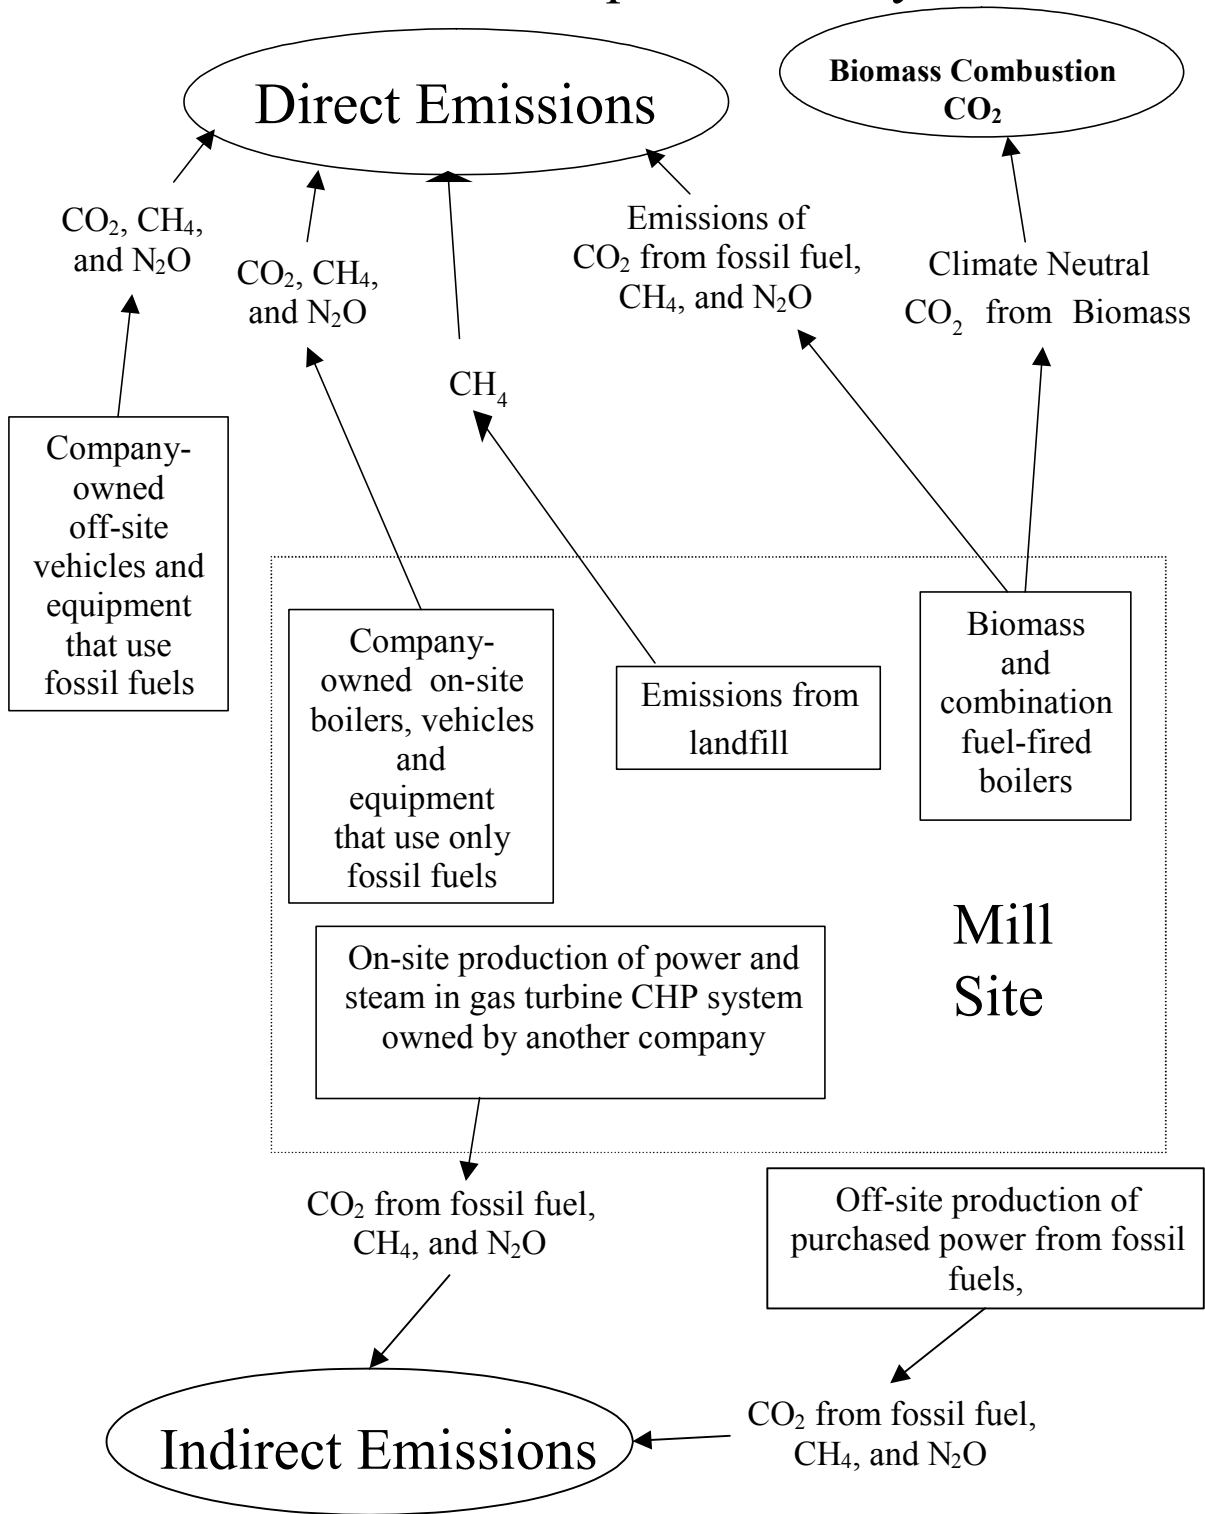 Biomass Combustion
CO₂
Direct Emissions
CO₂, CH₄,
and N₂O
CO₂, CH₄,
and N₂O
CH₄
Emissions of
CO₂ from fossil fuel,
CH₄, and N₂O
Climate Neutral
CO₂ from Biomass
Company-
owned
off-site
vehicles and
equipment
that use
fossil fuels
Company-
owned on-site
boilers, vehicles
and
equipment
that use only
fossil fuels
Emissions from
landfill
Biomass
and
combination
fuel-fired
boilers
Mill
Site
On-site production of power and
steam in gas turbine CHP system
owned by another company
CO₂ from fossil fuel,
CH₄, and N₂O
Off-site production of
purchased power from fossil
fuels,
CO₂ from fossil fuel,
CH₄, and N₂O
Indirect Emissions